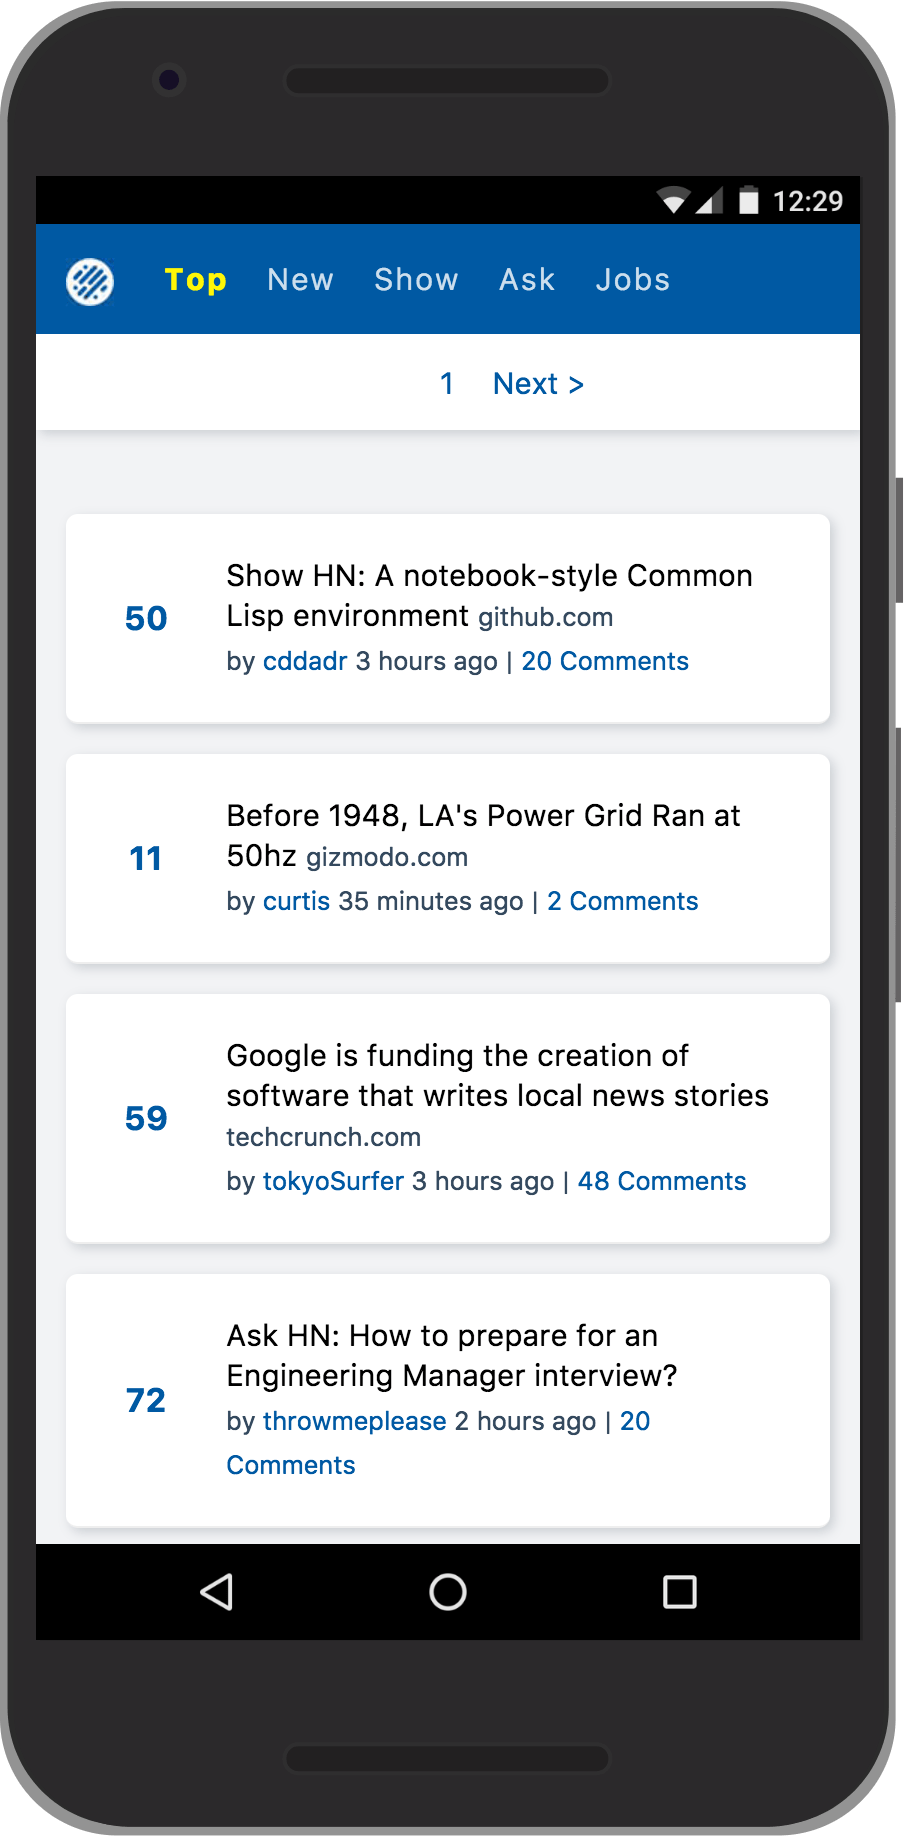 12:29
Top New Show Ask Jobs
1 Next >
Show HN: A notebook-style Common
50
Lisp environment github.com
by cddadr 3 hours ago | 20 Comments
Before 1948, LA's Power Grid Ran at
11
50hz gizmodo.com
by curtis 35 minutes ago | 2 Comments
Google is funding the creation of
software that writes local news stories
59
techcrunch.com
by tokyoSurfer 3 hours ago | 48 Comments
Ask HN: How to prepare for an
Engineering Manager interview?
72
by throwmeplease 2 hours ago | 20
Comments